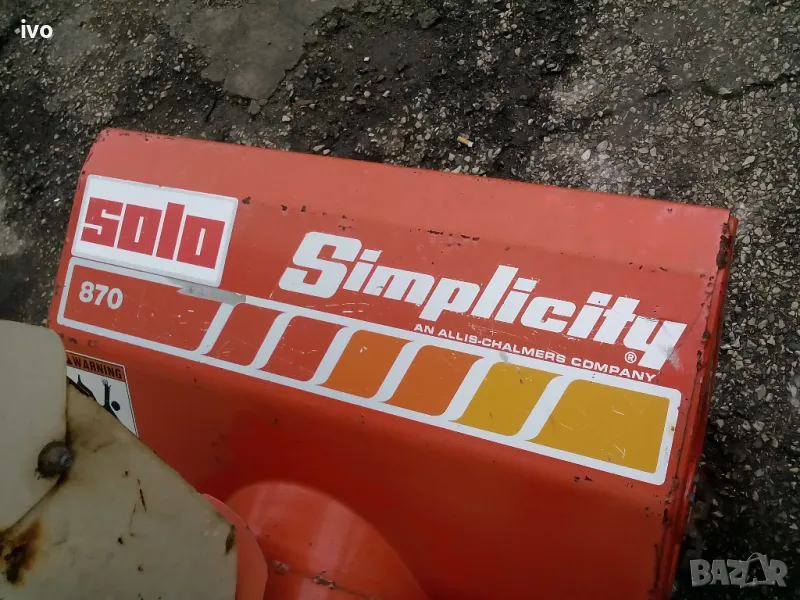 ivo
solo
Simplicity
®
AN ALLIS-CHALMERS COMPANY
870
WARNING
BAZAR